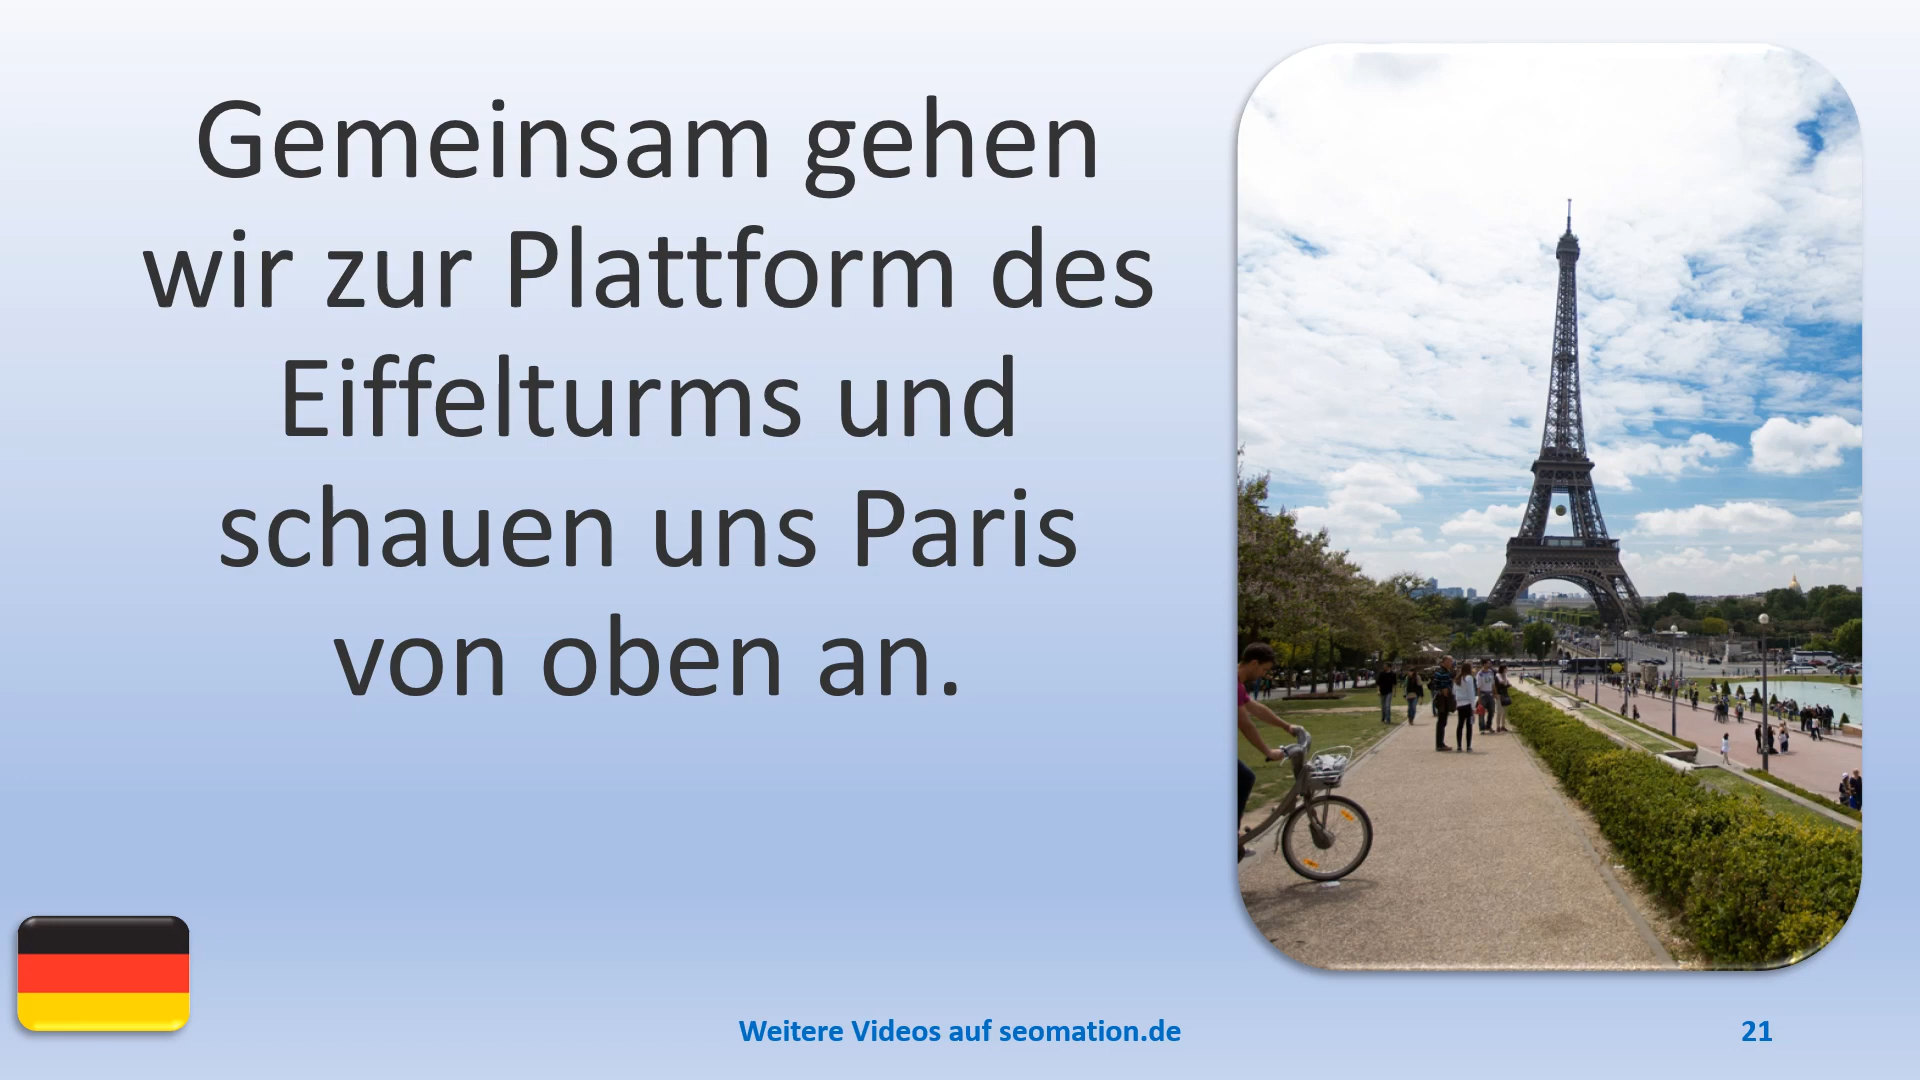 Gemeinsam gehen
wir zur Plattform des
Eiffelturms und
schauen uns Paris
von oben an.
Weitere Videos auf seomation.de
21